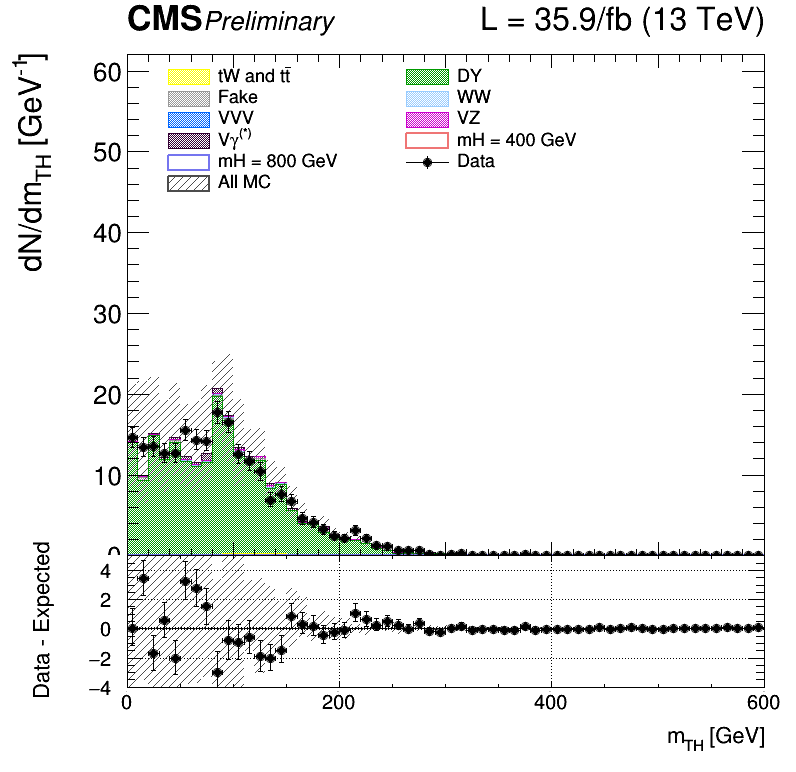 CMS Preliminary L = 35.9/fb (13 TeV)
dN/dm_TH [GeV^-1]
60
50
40
30
20
10
0
tW and tt̄
Fake
VVV
Vγ^(*)
mH = 800 GeV
All MC
DY
WW
VZ
mH = 400 GeV
Data
Data - Expected
4
2
0
−2
−4
0 200 400 600
m_TH [GeV]